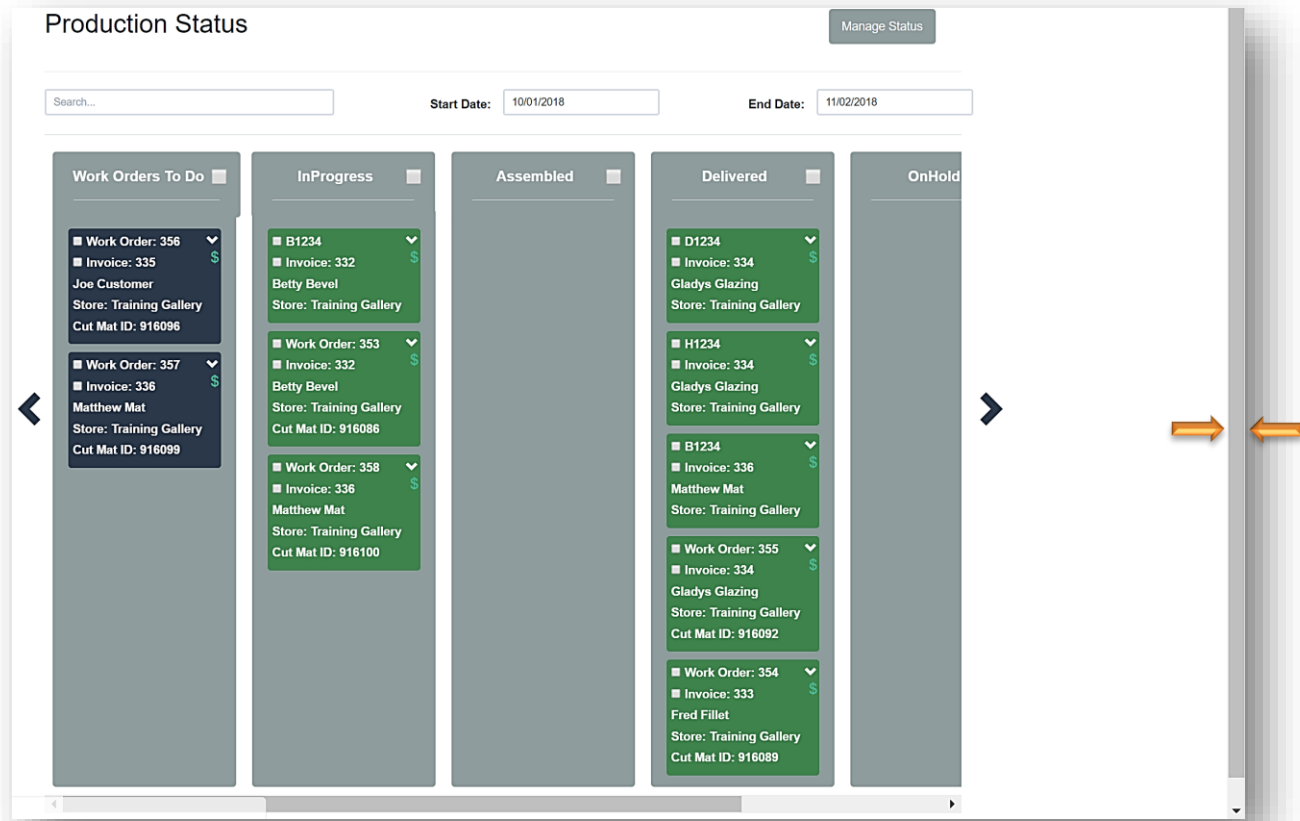 Production Status
Manage Status
Search...
Start Date:
10/01/2018
End Date:
11/02/2018
Work Orders To Do
Work Order: 356
Invoice: 335
$
Joe Customer
Store: Training Gallery
Cut Mat ID: 916096
Work Order: 357
Invoice: 336
$
Matthew Mat
Store: Training Gallery
Cut Mat ID: 916099
InProgress
B1234
Invoice: 332
$
Betty Bevel
Store: Training Gallery
Work Order: 353
Invoice: 332
$
Betty Bevel
Store: Training Gallery
Cut Mat ID: 916086
Work Order: 358
Invoice: 336
$
Matthew Mat
Store: Training Gallery
Cut Mat ID: 916100
Assembled
Delivered
D1234
Invoice: 334
$
Gladys Glazing
Store: Training Gallery
H1234
Invoice: 334
$
Gladys Glazing
Store: Training Gallery
B1234
Invoice: 336
$
Matthew Mat
Store: Training Gallery
Work Order: 355
Invoice: 334
$
Gladys Glazing
Store: Training Gallery
Cut Mat ID: 916092
Work Order: 354
Invoice: 333
$
Fred Fillet
Store: Training Gallery
Cut Mat ID: 916089
OnHold